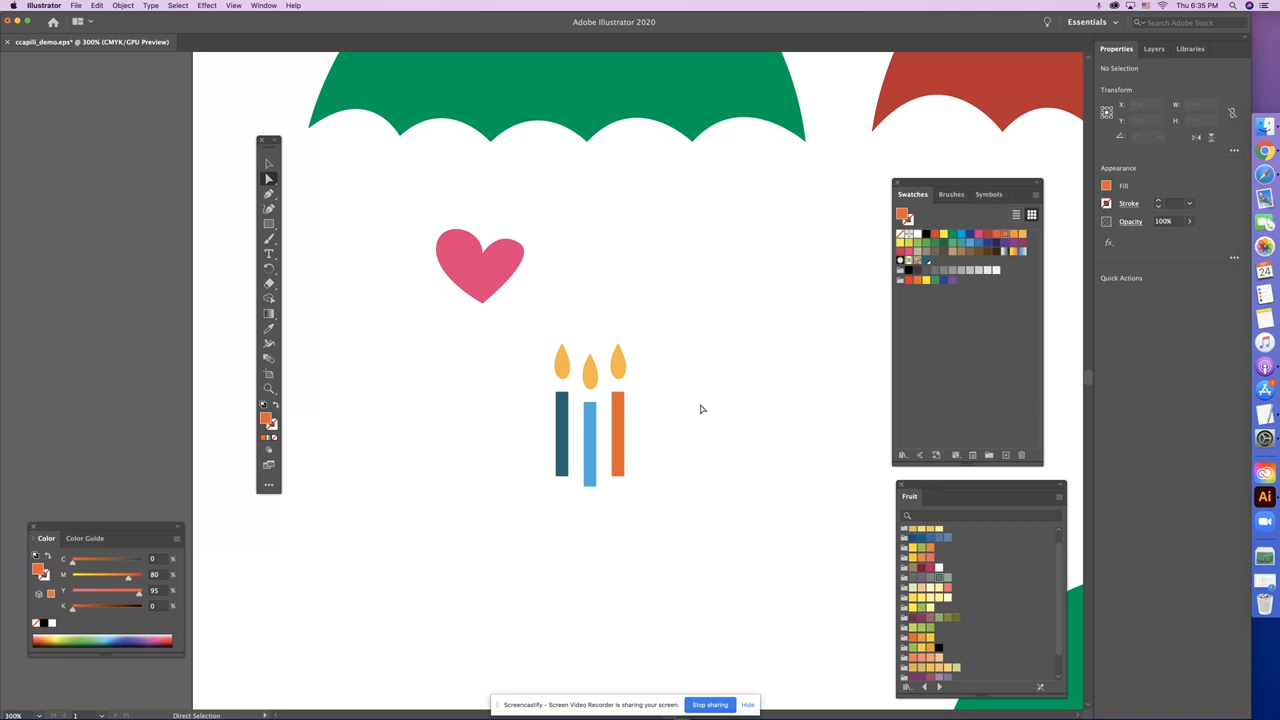 Illustrator File Edit Object Type Select Effect View Window Help Thu 6:35 PM
Adobe Illustrator 2020 Essentials Search Adobe Stock
ccapili_demo.eps* @ 300% (CMYK/GPU Preview)
Properties Layers Libraries
No Selection
Transform
X: W:
Y: H:
Appearance
Fill
Stroke
Opacity 100%
fx
Quick Actions
Swatches Brushes Symbols
Fruit
Color Color Guide
C 0 %
M 80 %
Y 95 %
K 0 %
T
24
Ai
Screencastify - Screen Video Recorder is sharing your screen. Stop sharing Hide
300% 1 Direct Selection